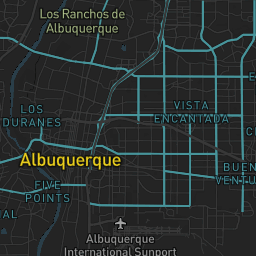 Los Ranchos de
Albuquerque
LOS
DURANES
VISTA
ENCANTADA
Albuquerque
FIVE
POINTS
Albuquerque
International Sunport